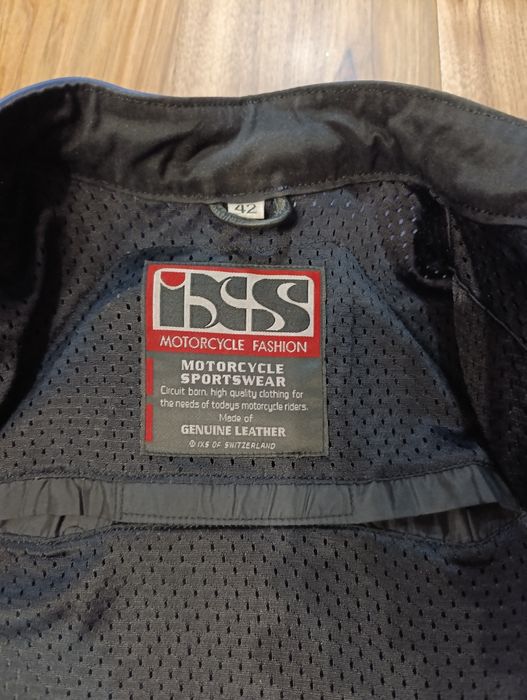 42
iXS
MOTORCYCLE FASHION
MOTORCYCLE
SPORTSWEAR
Circuit born, high quality clothing for
the needs of todays motorcycle riders.
Made of
GENUINE LEATHER
© IXS OF SWITZERLAND